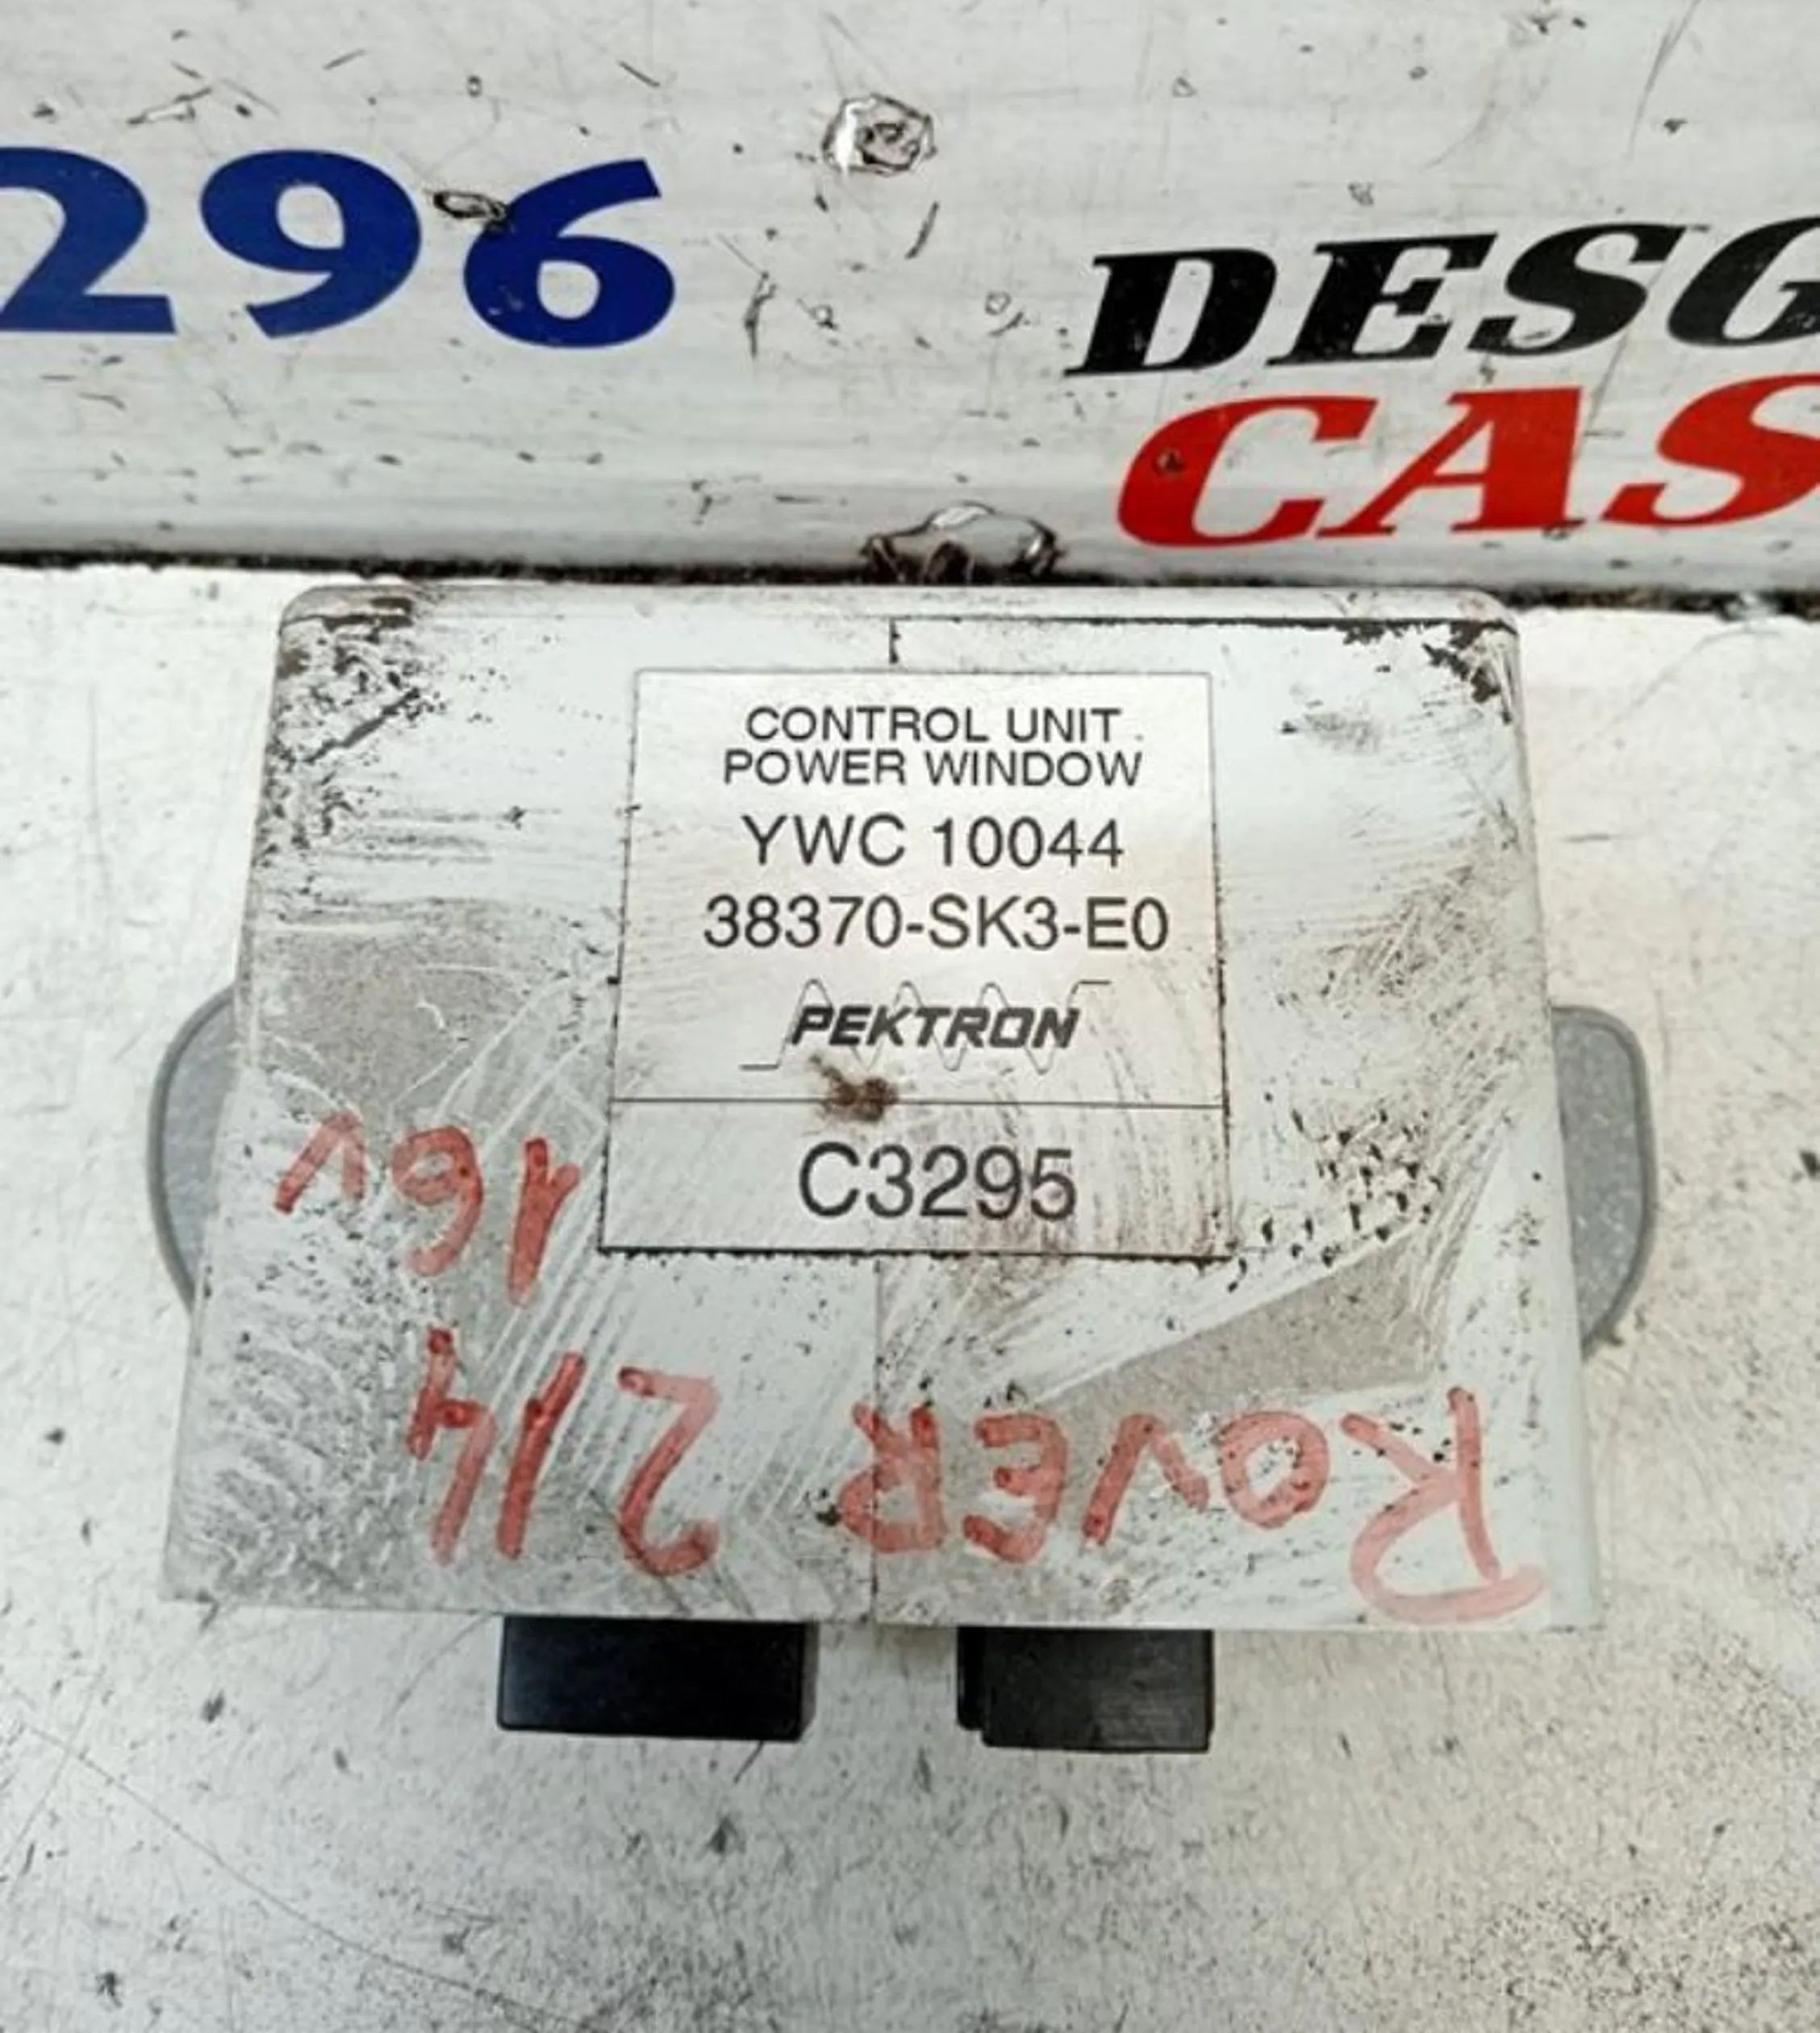 296
DESG
CAS
CONTROL UNIT
POWER WINDOW
YWC 10044
38370-SK3-E0
PEKTRON
C3295
ROVER 214
16v